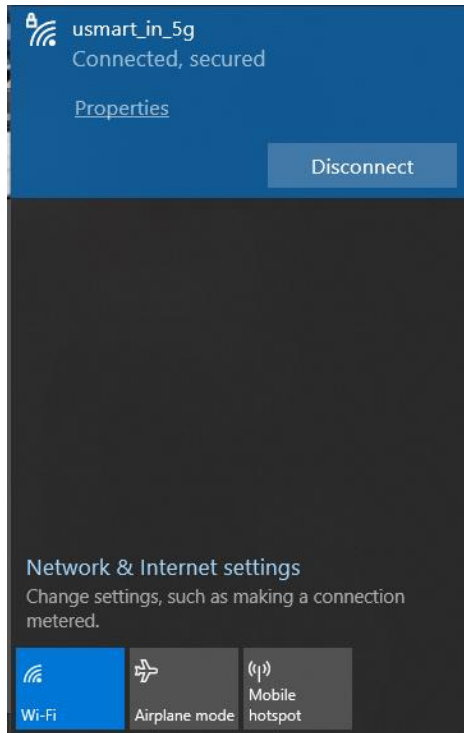 usmart_in_5g
Connected, secured
Properties
Disconnect
Network & Internet settings
Change settings, such as making a connection
metered.
Wi-Fi
Airplane mode
Mobile
hotspot